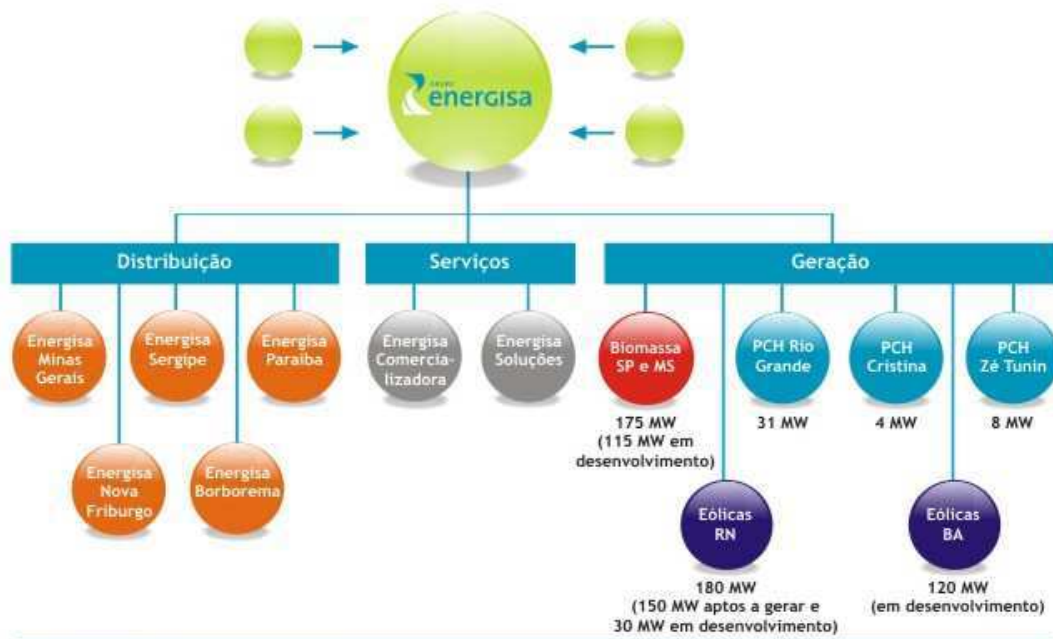 GRUPO
energisa
Distribuição
Serviços
Geração
Energisa
Minas
Gerais
Energisa
Sergipe
Energisa
Paraíba
Energisa
Nova
Friburgo
Energisa
Borborema
Energisa
Comercia-
lizadora
Energisa
Soluções
Biomassa
SP e MS
175 MW
(115 MW em
desenvolvimento)
PCH Rio
Grande
31 MW
PCH
Cristina
4 MW
PCH
Zé Tunin
8 MW
Eólicas
RN
180 MW
(150 MW aptos a gerar e
30 MW em desenvolvimento)
Eólicas
BA
120 MW
(em desenvolvimento)